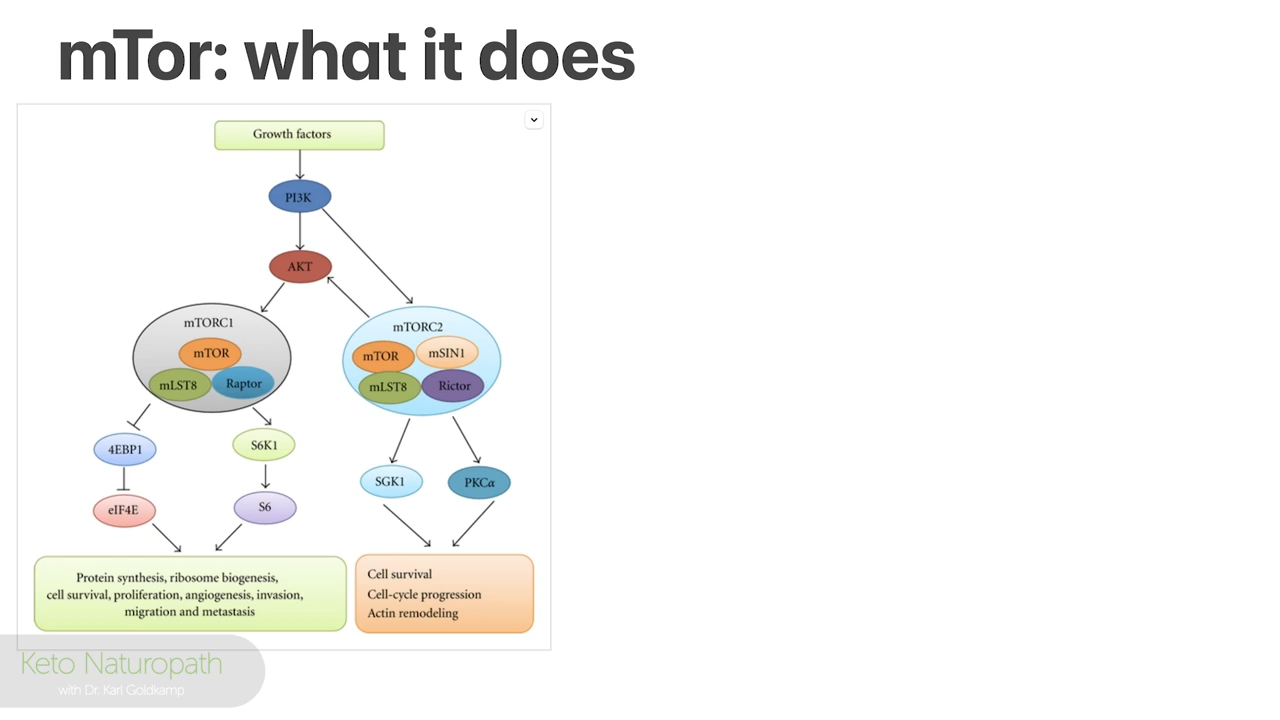 mTor: what it does
Growth factors
PI3K
AKT
mTORC1
mTOR
mLST8
Raptor
mTORC2
mTOR
mSIN1
mLST8
Rictor
4EBP1
S6K1
SGK1
PKCα
eIF4E
S6
Protein synthesis, ribosome biogenesis,
cell survival, proliferation, angiogenesis, invasion,
migration and metastasis
Cell survival
Cell-cycle progression
Actin remodeling
Keto Naturopath
with Dr. Karl Goldkamp